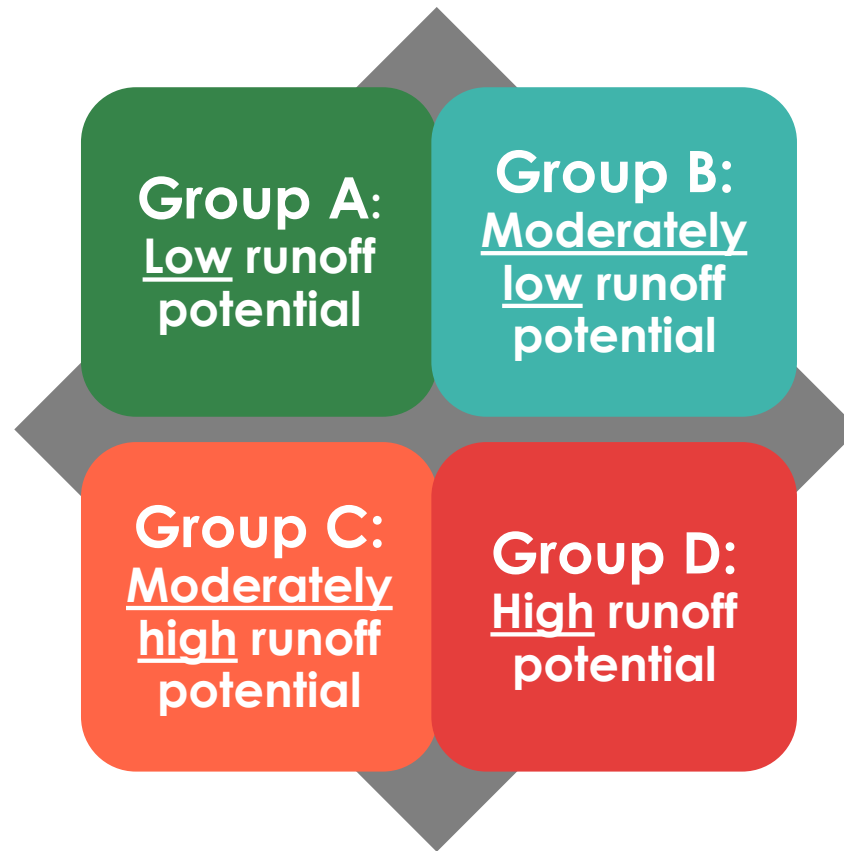 Group A:
Low runoff
potential
Group B:
Moderately
low runoff
potential
Group C:
Moderately
high runoff
potential
Group D:
High runoff
potential